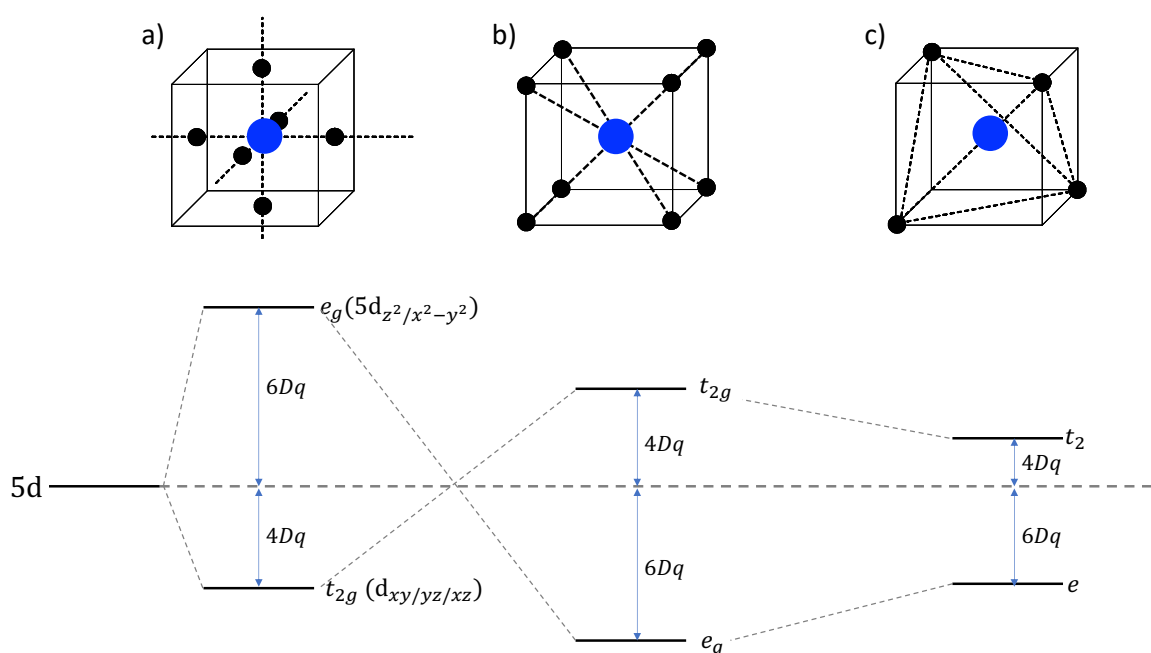 a)
b)
c)
e_g(5d_{z²/x²−y²})
6Dq
t_{2g}
4Dq
t_2
4Dq
5d
4Dq
6Dq
6Dq
t_{2g} (d_{xy/yz/xz})
e
e_g